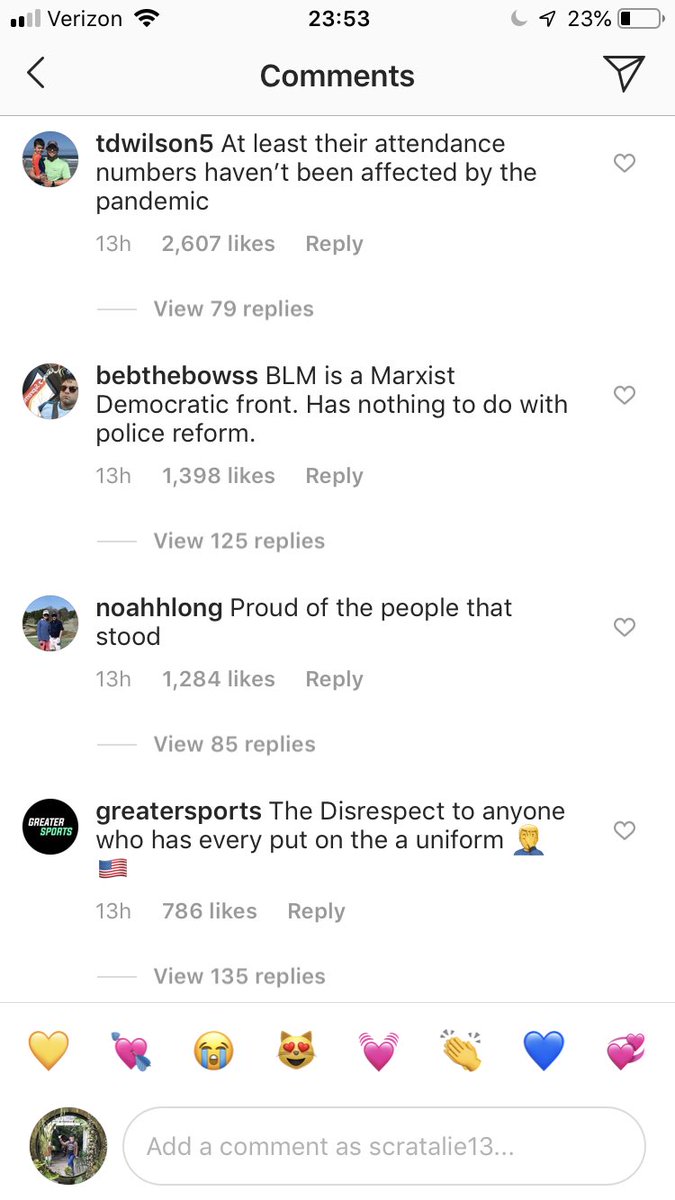 Verizon 23:53 23%
Comments
tdwilson5 At least their attendance
numbers haven’t been affected by the
pandemic
13h 2,607 likes Reply
View 79 replies
bebthebowss BLM is a Marxist
Democratic front. Has nothing to do with
police reform.
13h 1,398 likes Reply
View 125 replies
noahhlong Proud of the people that
stood
13h 1,284 likes Reply
View 85 replies
GREATER
SPORTS
greatersports The Disrespect to anyone
who has every put on the a uniform 🤦‍♂️
🇺🇸
13h 786 likes Reply
View 135 replies
Add a comment as scratalie13...